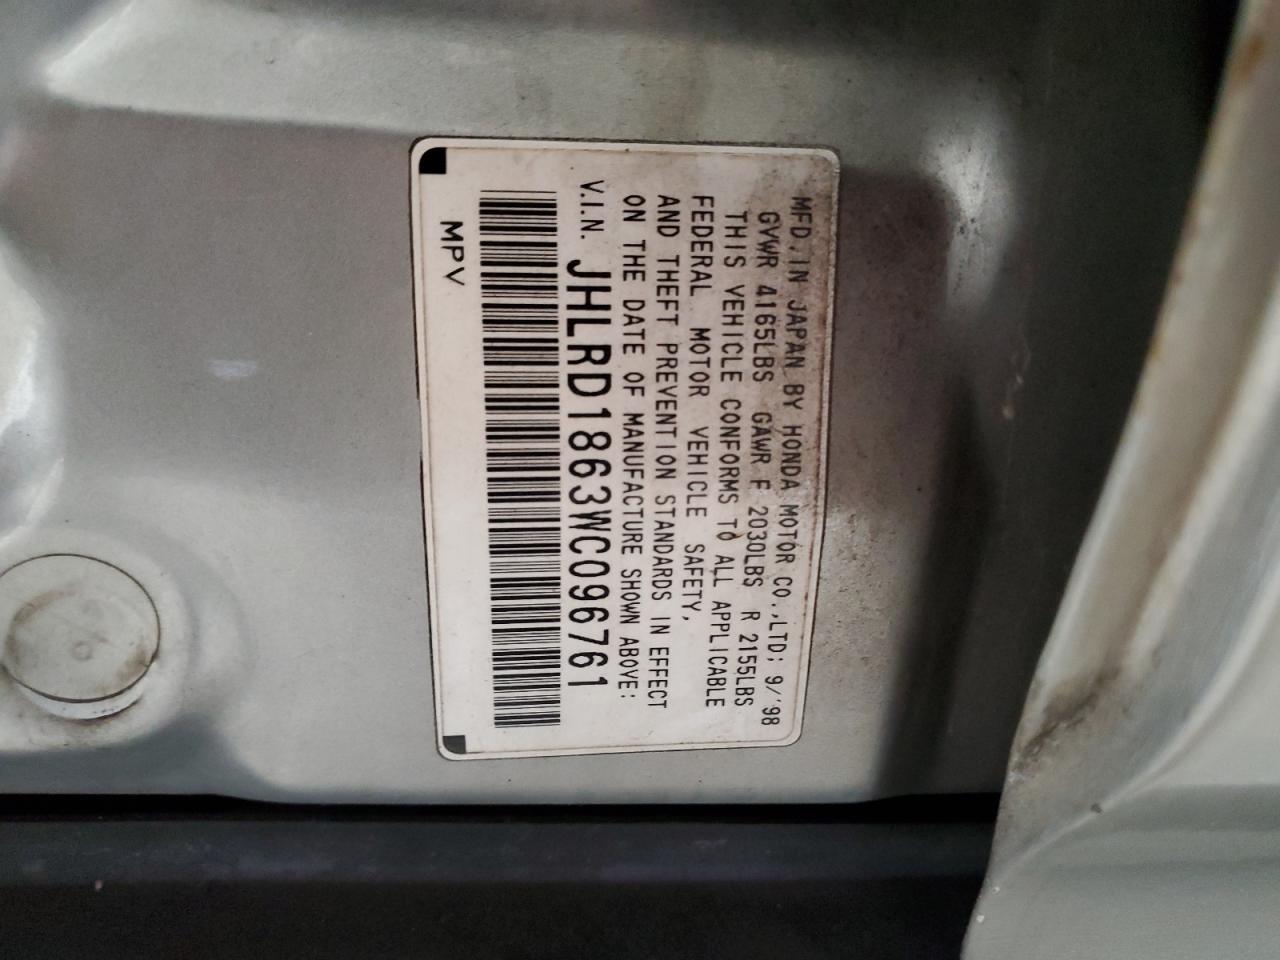 MFD. IN JAPAN BY HONDA MOTOR CO.,LTD; 9/'98
GVWR 4165LBS GAWR F 2030LBS R 2155LBS
THIS VEHICLE CONFORMS TO ALL APPLICABLE
FEDERAL MOTOR VEHICLE SAFETY,
AND THEFT PREVENTION STANDARDS IN EFFECT
ON THE DATE OF MANUFACTURE SHOWN ABOVE:
V.I.N. JHLRD1863WC096761
MPV